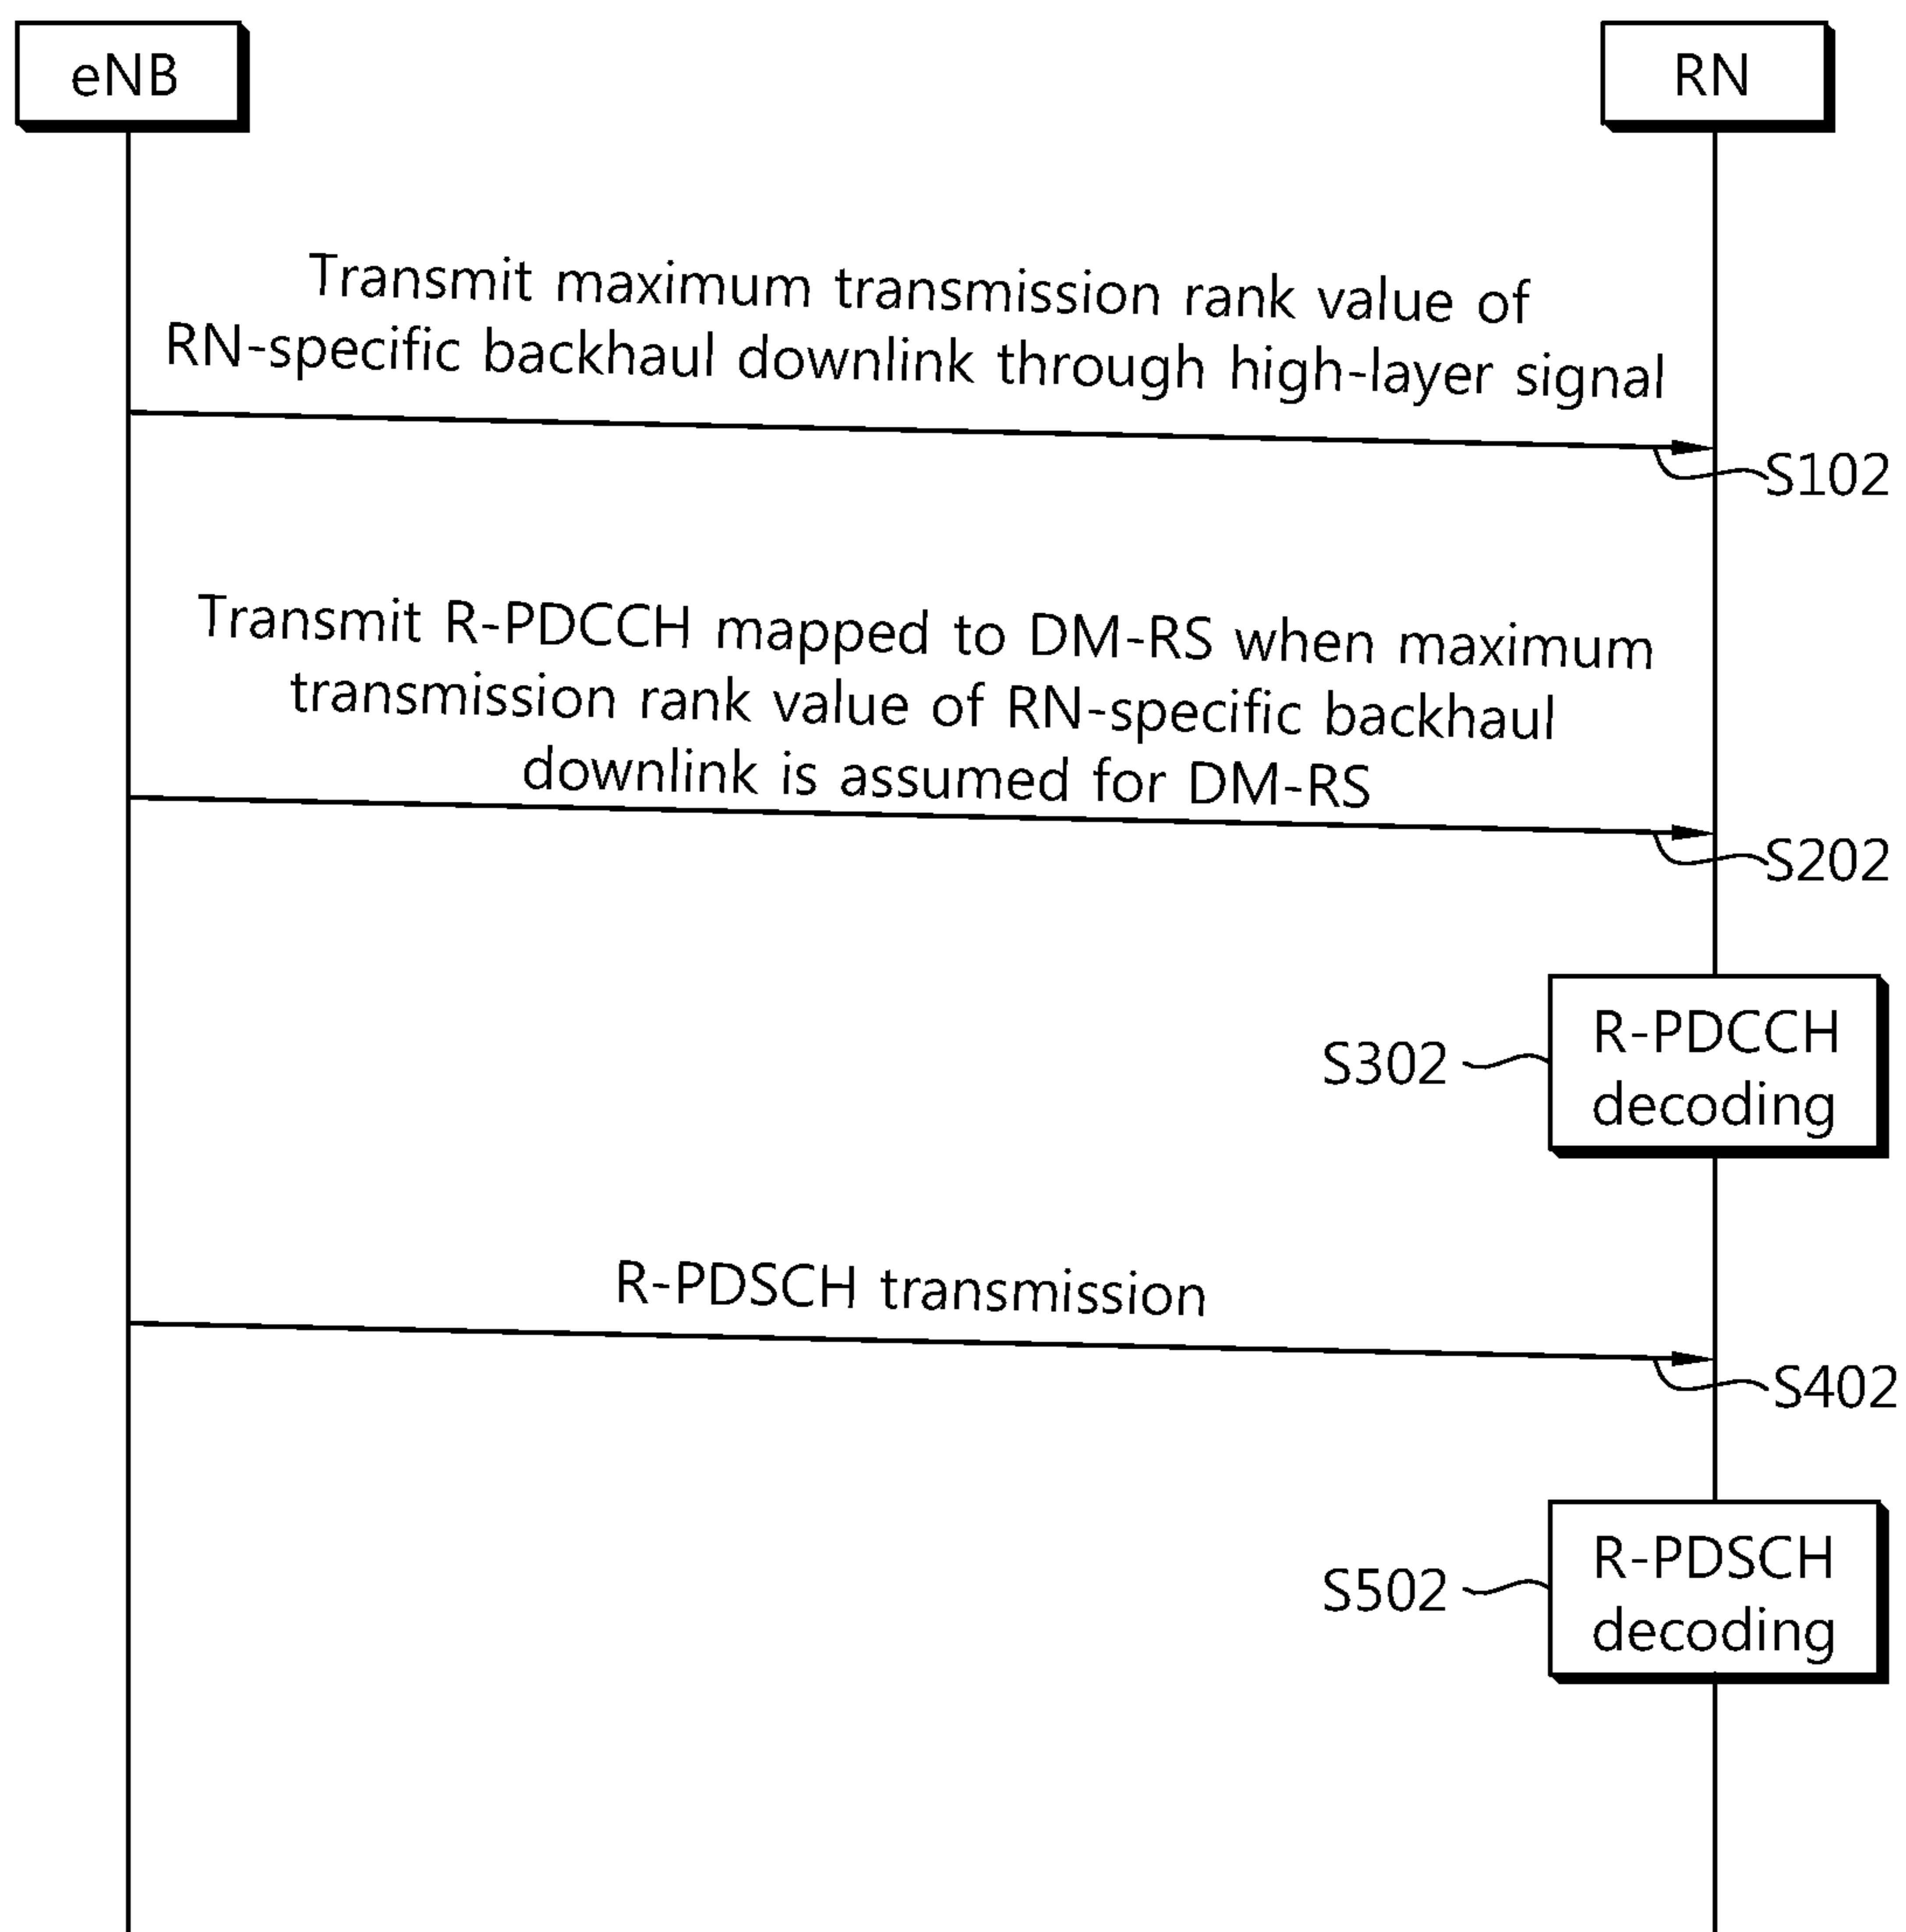 eNB
RN
Transmit maximum transmission rank value of
RN-specific backhaul downlink through high-layer signal
S102
Transmit R-PDCCH mapped to DM-RS when maximum
transmission rank value of RN-specific backhaul
downlink is assumed for DM-RS
S202
R-PDCCH
decoding
S302
R-PDSCH transmission
S402
R-PDSCH
decoding
S502